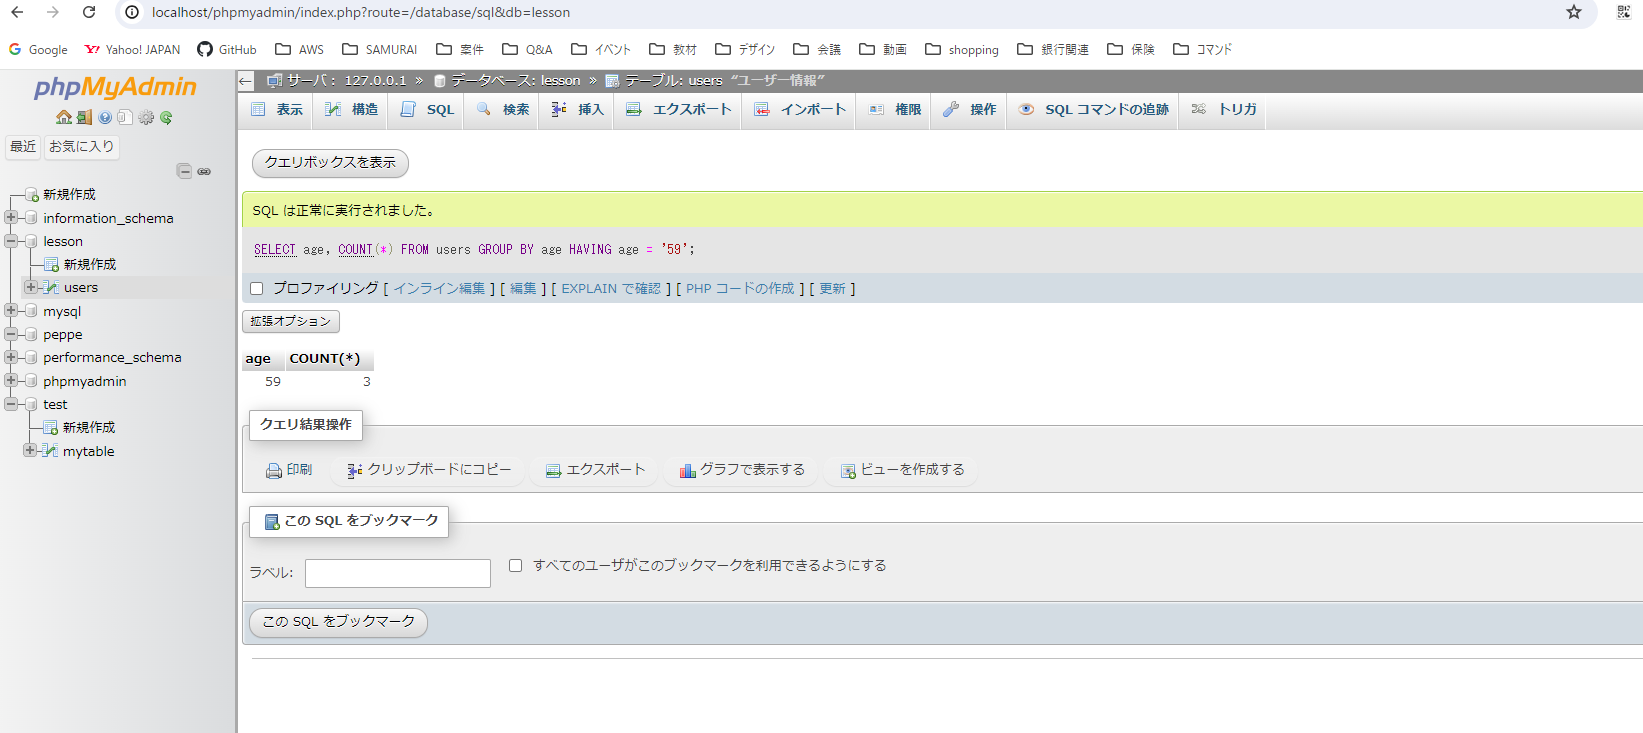 localhost/phpmyadmin/index.php?route=/database/sql&db=lesson
Google Yahoo! JAPAN GitHub AWS SAMURAI 案件 Q&A イベント 教材 デザイン 会議 動画 shopping 銀行関連 保険 コマンド
phpMyAdmin
最近 お気に入り
新規作成
information_schema
lesson
新規作成
users
mysql
peppe
performance_schema
phpmyadmin
test
新規作成
mytable
サーバ: 127.0.0.1 » データベース: lesson » テーブル: users “ユーザー情報”
表示 構造 SQL 検索 挿入 エクスポート インポート 権限 操作 SQL コマンドの追跡 トリガ
クエリボックスを表示
SQL は正常に実行されました。
SELECT age, COUNT(*) FROM users GROUP BY age HAVING age = '59';
プロファイリング [ インライン編集 ] [ 編集 ] [ EXPLAIN で確認 ] [ PHP コードの作成 ] [ 更新 ]
拡張オプション
age COUNT(*)
59 3
クエリ結果操作
印刷 クリップボードにコピー エクスポート グラフで表示する ビューを作成する
この SQL をブックマーク
ラベル: すべてのユーザがこのブックマークを利用できるようにする
この SQL をブックマーク